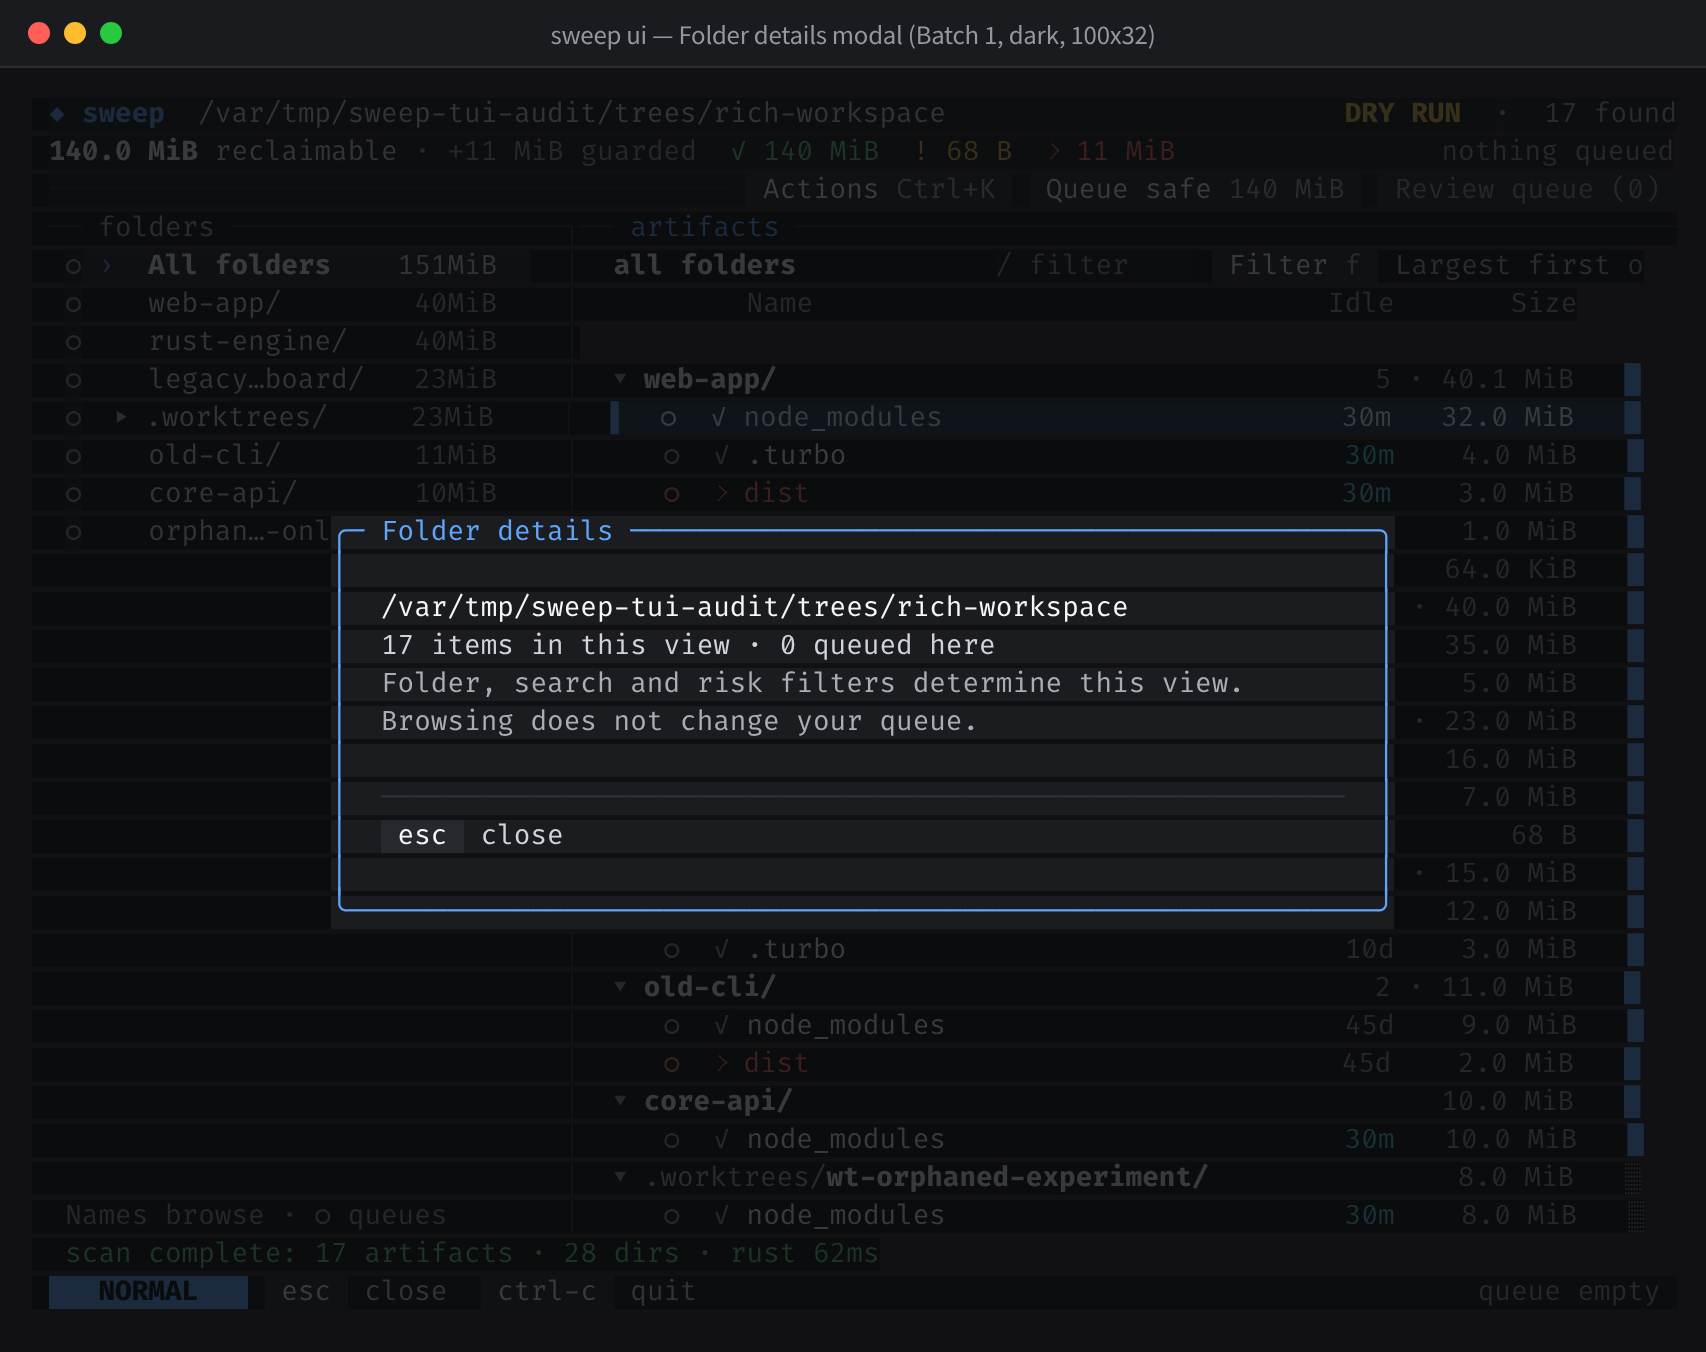 sweep ui — Folder details modal (Batch 1, dark, 100x32)
◆ sweep /var/tmp/sweep-tui-audit/trees/rich-workspace DRY RUN · 17 found
140.0 MiB reclaimable · +11 MiB guarded √ 140 MiB ! 68 B > 11 MiB nothing queued
Actions Ctrl+K Queue safe 140 MiB Review queue (0)
folders artifacts
○ › All folders 151MiB all folders / filter Filter f Largest first o
○ web-app/ 40MiB Name Idle Size
○ rust-engine/ 40MiB
○ legacy…board/ 23MiB ▾ web-app/ 5 · 40.1 MiB
○ ▸ .worktrees/ 23MiB ○ √ node_modules 30m 32.0 MiB
○ old-cli/ 11MiB ○ √ .turbo 30m 4.0 MiB
○ core-api/ 10MiB ○ > dist 30m 3.0 MiB
○ orphan…-onl Folder details 1.0 MiB
64.0 KiB
/var/tmp/sweep-tui-audit/trees/rich-workspace · 40.0 MiB
17 items in this view · 0 queued here 35.0 MiB
Folder, search and risk filters determine this view. 5.0 MiB
Browsing does not change your queue. · 23.0 MiB
16.0 MiB
7.0 MiB
esc close 68 B
· 15.0 MiB
12.0 MiB
○ √ .turbo 10d 3.0 MiB
▾ old-cli/ 2 · 11.0 MiB
○ √ node_modules 45d 9.0 MiB
○ > dist 45d 2.0 MiB
▾ core-api/ 10.0 MiB
○ √ node_modules 30m 10.0 MiB
▾ .worktrees/wt-orphaned-experiment/ 8.0 MiB
Names browse · ○ queues ○ √ node_modules 30m 8.0 MiB
scan complete: 17 artifacts · 28 dirs · rust 62ms
NORMAL esc close ctrl-c quit queue empty